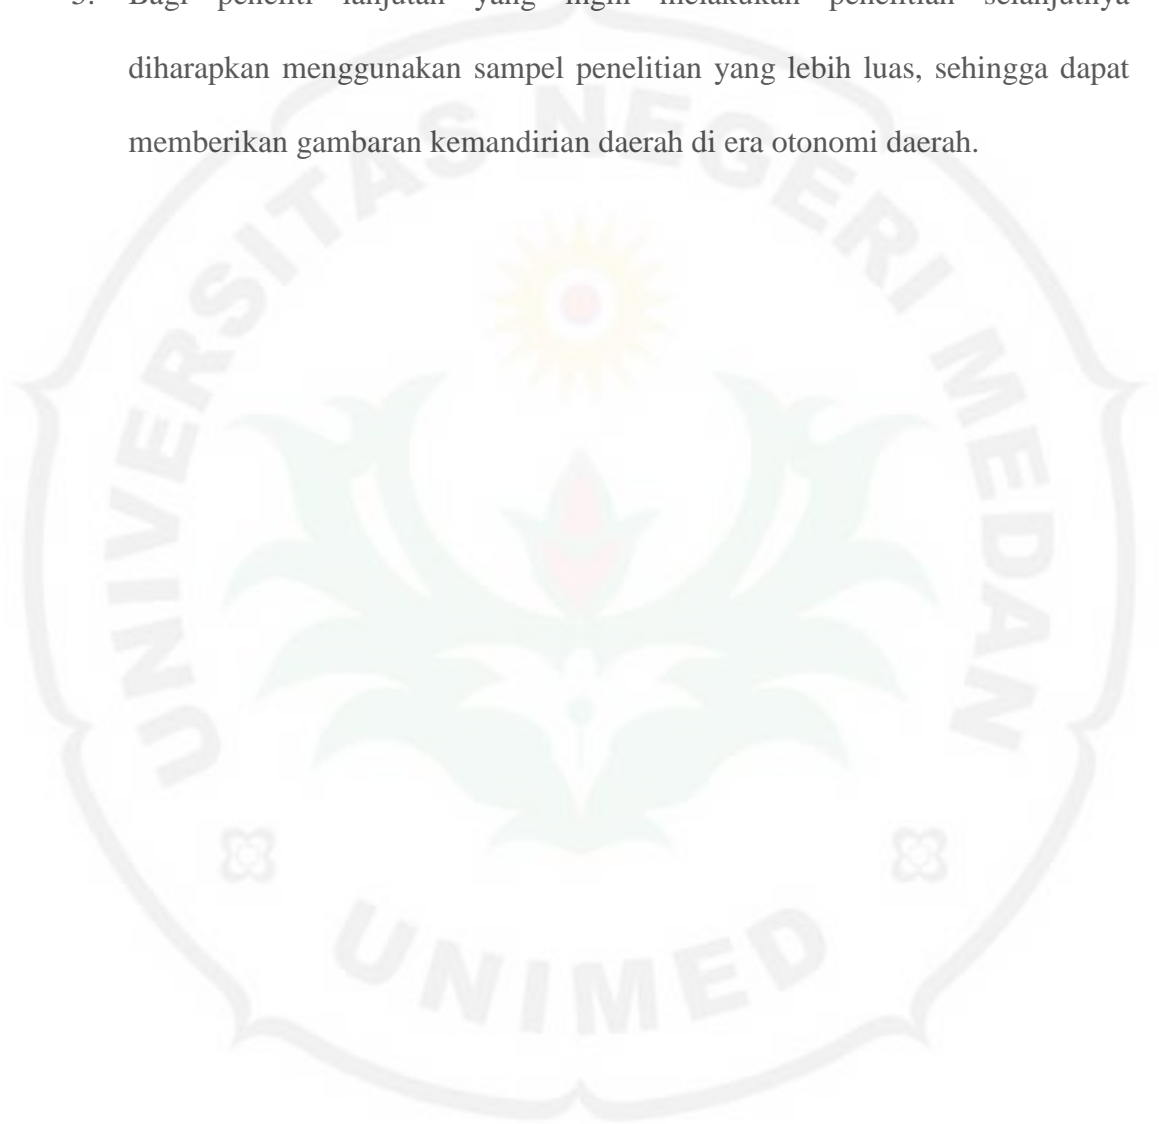 Bagi peneliti lanjutan yang ingin melakukan penelitian selanjutnya
diharapkan menggunakan sampel penelitian yang lebih luas, sehingga dapat
memberikan gambaran kemandirian daerah di era otonomi daerah.
UNIVERSITAS NEGERI MEDAN
UNIMED